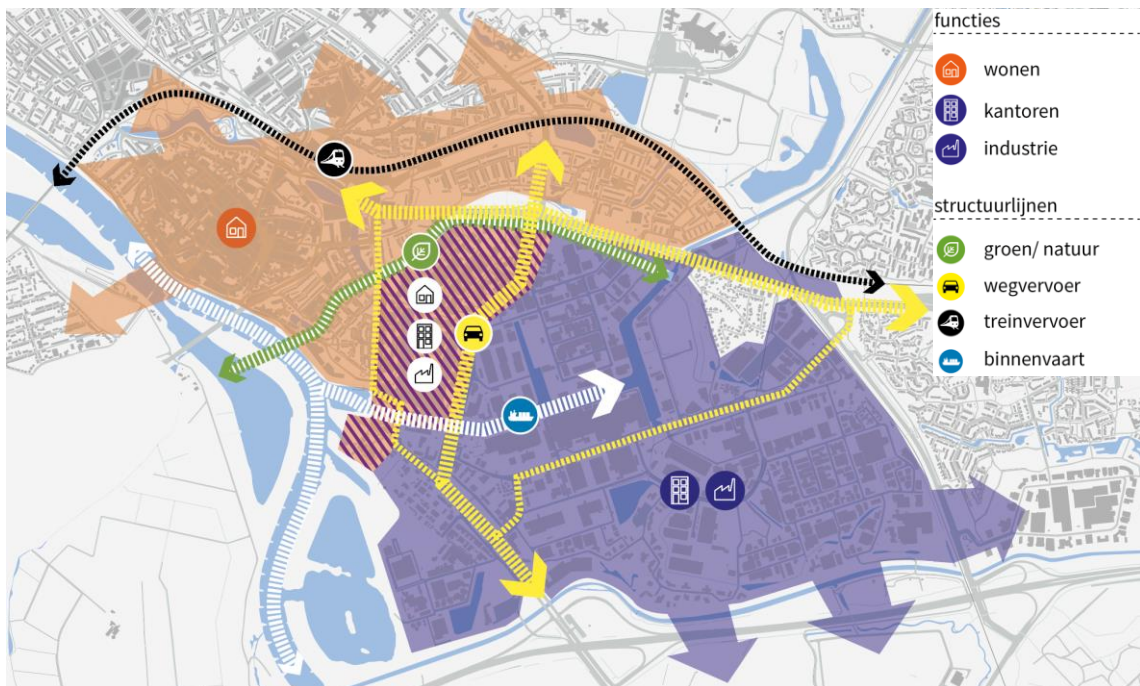 functies
wonen
kantoren
industrie
structuurlijnen
groen/ natuur
wegvervoer
treinvervoer
binnenvaart